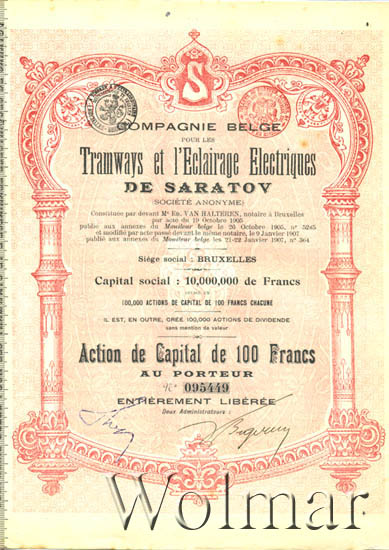 S
COMPAGNIE BELGE
POUR LES
Tramways et l'Eclairage Electriques
DE SARATOV
(SOCIÉTÉ ANONYME)
Constituée par devant Me ED. VAN HALTEREN, notaire à Bruxelles
par acte du 19 Octobre 1905
publié aux annexes du Moniteur belge le 26 Octobre 1905, no 5245
et modifié par acte passé devant le même notaire, le 9 Janvier 1907
publié aux annexes du Moniteur belge les 21-22 Janvier 1907, no 364
Siège social : BRUXELLES
Capital social : 10,000,000 de Francs
100,000 ACTIONS DE CAPITAL DE 100 FRANCS CHACUNE
IL EST, EN OUTRE, CRÉÉ 100,000 ACTIONS DE DIVIDENDE
sans mention de valeur
Action de Capital de 100 Francs
AU PORTEUR
No 095449
ENTIÈREMENT LIBÉRÉE
Deux Administrateurs :
Wolmar